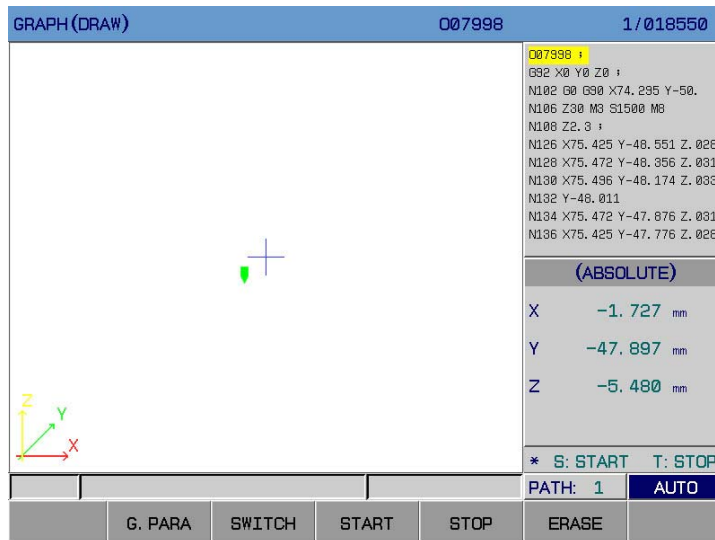 GRAPH(DRAW) O07998 1/018550
O07998 ;
G92 X0 Y0 Z0 ;
N102 G0 G90 X74.295 Y-50.
N106 Z30 M3 S1500 M8
N108 Z2.3 ;
N126 X75.425 Y-48.551 Z.028
N128 X75.472 Y-48.356 Z.031
N130 X75.496 Y-48.174 Z.033
N132 Y-48.011
N134 X75.472 Y-47.876 Z.031
N136 X75.425 Y-47.776 Z.028
(ABSOLUTE)
X -1.727 mm
Y -47.897 mm
Z -5.480 mm
Z
Y
X
* S:START T:STOP
PATH: 1 AUTO
G.PARA SWITCH START STOP ERASE